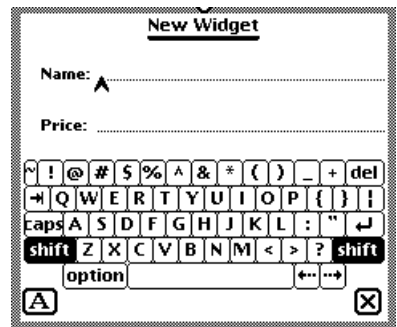 New Widget
Name:
Price:
~ ! @ # $ % ^ & * ( ) _ + del
Q W E R T Y U I O P { } ¦
caps A S D F G H J K L : "
shift Z X C V B N M < > ? shift
option
A